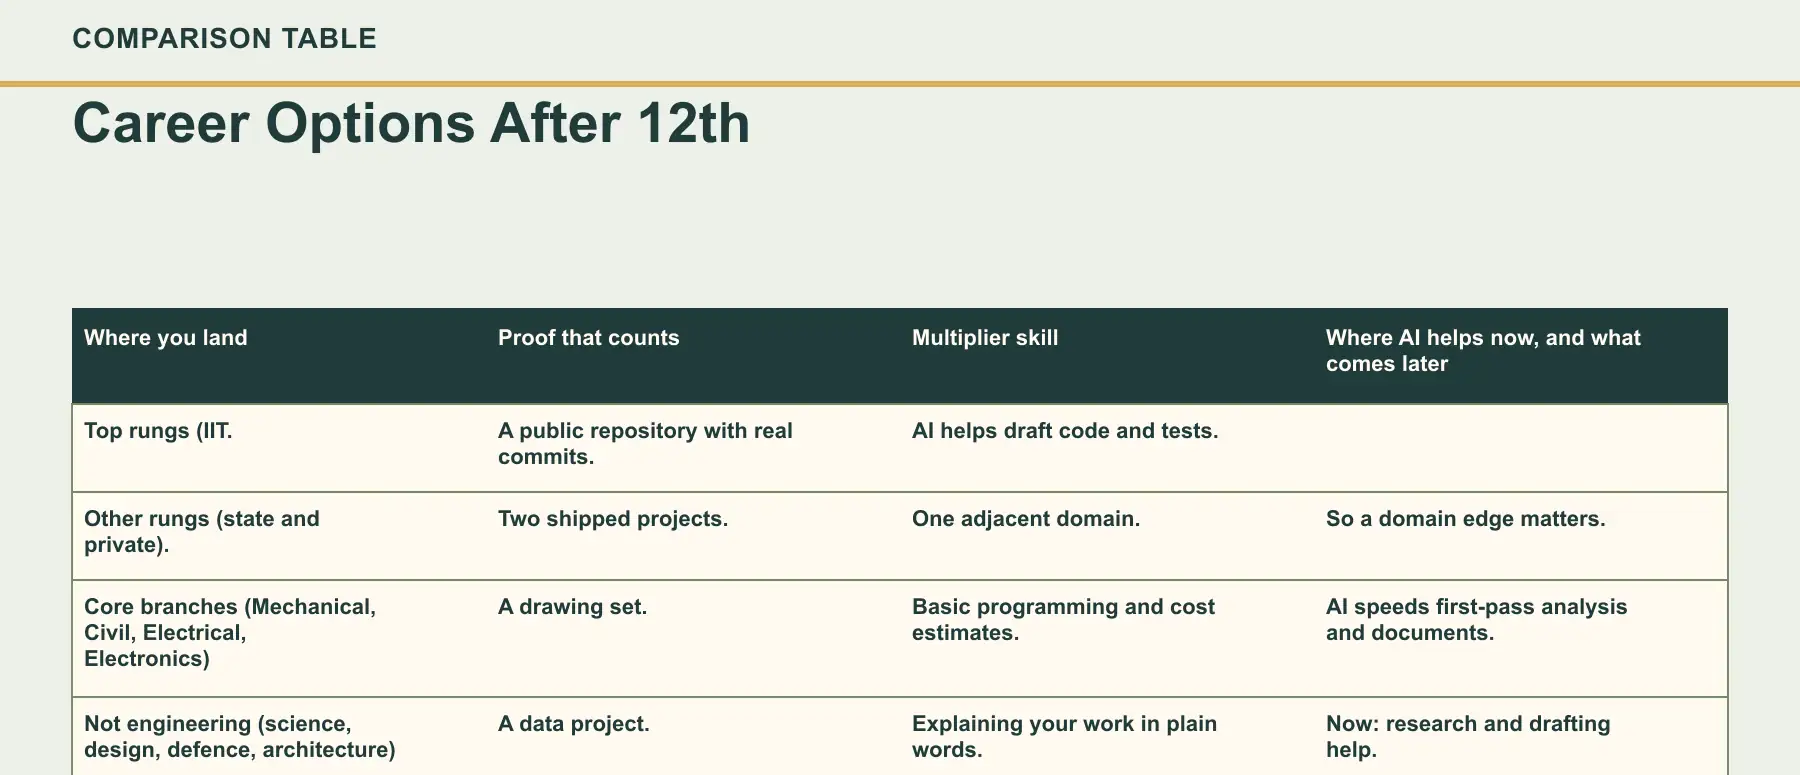 COMPARISON TABLE
Career Options After 12th
Where you land
Proof that counts
Multiplier skill
Where AI helps now, and what
comes later
Top rungs (IIT.
A public repository with real
commits.
AI helps draft code and tests.
Other rungs (state and
private).
Two shipped projects.
One adjacent domain.
So a domain edge matters.
Core branches (Mechanical,
Civil, Electrical,
Electronics)
A drawing set.
Basic programming and cost
estimates.
AI speeds first-pass analysis
and documents.
Not engineering (science,
design, defence, architecture)
A data project.
Explaining your work in plain
words.
Now: research and drafting
help.